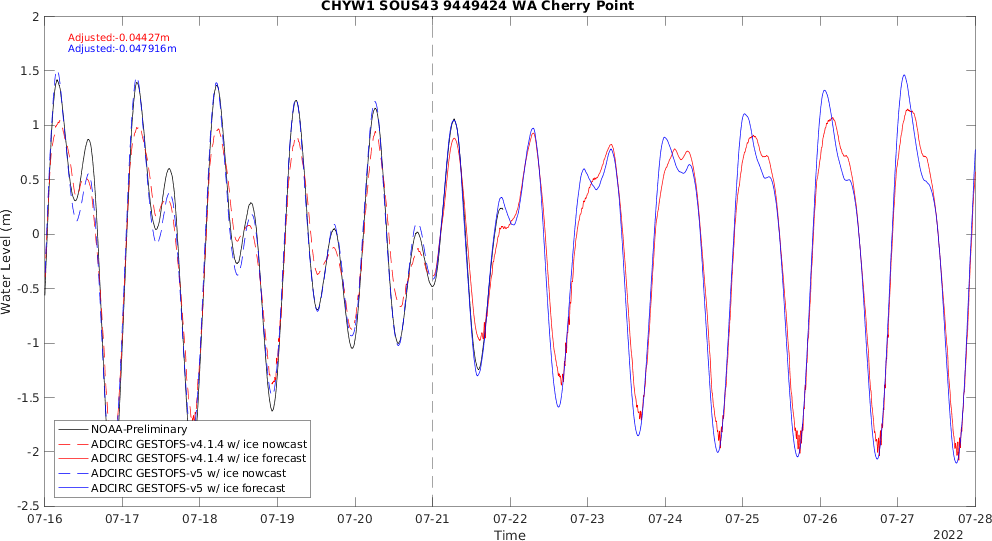 CHYW1 SOUS43 9449424 WA Cherry Point
Adjusted:-0.04427m
Adjusted:-0.047916m
Water Level (m)
2
1.5
1
0.5
0
-0.5
-1
-1.5
-2
-2.5
NOAA-Preliminary
ADCIRC GESTOFS-v4.1.4 w/ ice nowcast
ADCIRC GESTOFS-v4.1.4 w/ ice forecast
ADCIRC GESTOFS-v5 w/ ice nowcast
ADCIRC GESTOFS-v5 w/ ice forecast
07-16 07-17 07-18 07-19 07-20 07-21 07-22 07-23 07-24 07-25 07-26 07-27 07-28
Time
2022